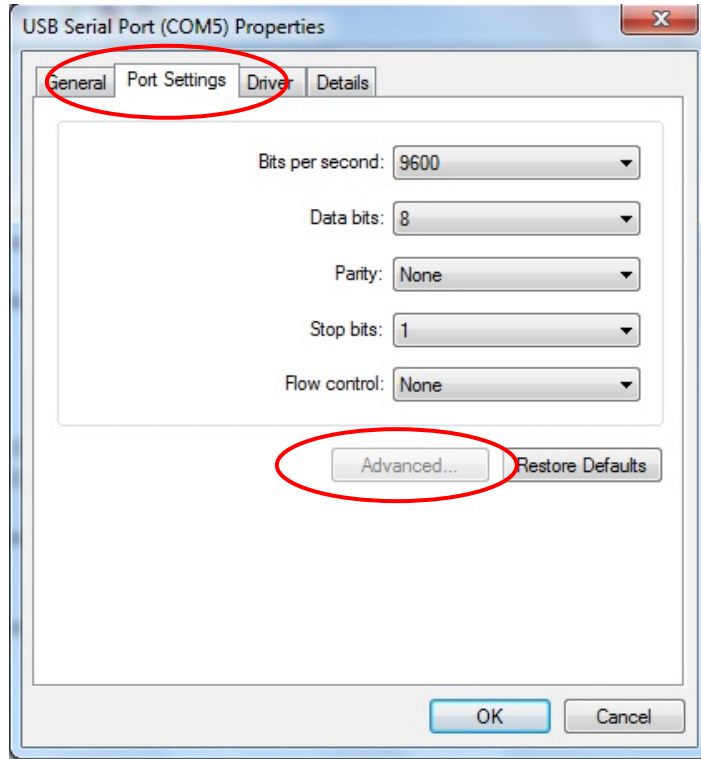 USB Serial Port (COM5) Properties
General Port Settings Driver Details
Bits per second: 9600
Data bits: 8
Parity: None
Stop bits: 1
Flow control: None
Advanced... Restore Defaults
OK Cancel